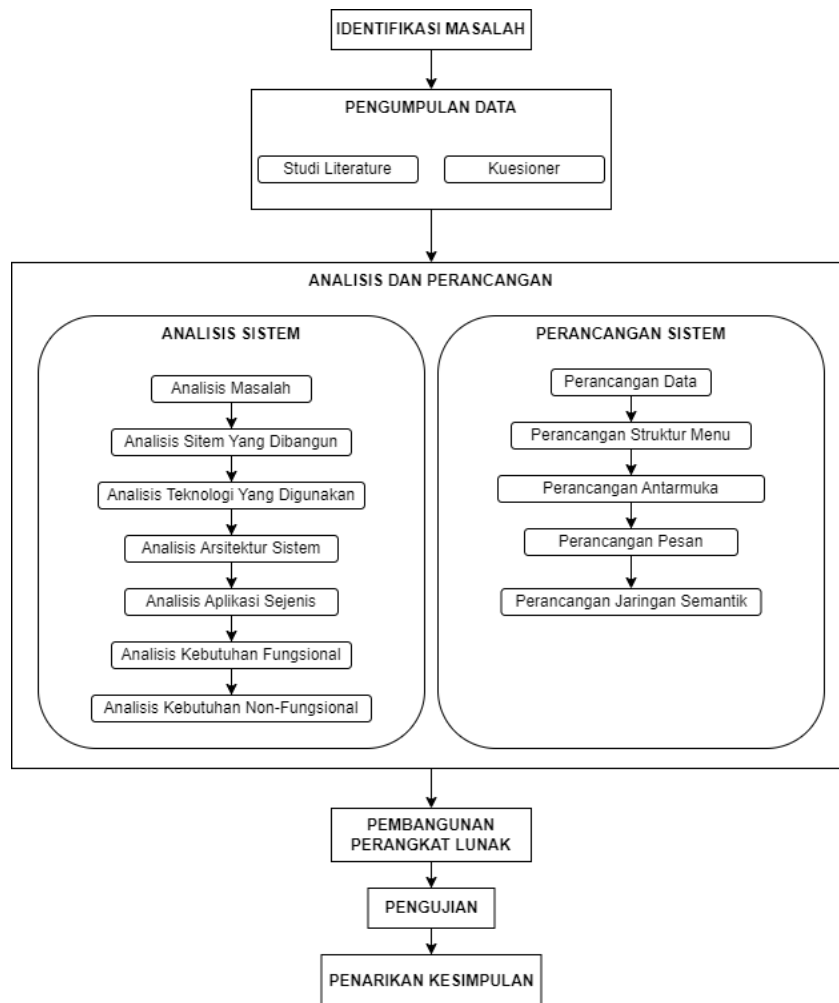 IDENTIFIKASI MASALAH
PENGUMPULAN DATA
Studi Literature
Kuesioner
ANALISIS DAN PERANCANGAN
ANALISIS SISTEM
Analisis Masalah
Analisis Sitem Yang Dibangun
Analisis Teknologi Yang Digunakan
Analisis Arsitektur Sistem
Analisis Aplikasi Sejenis
Analisis Kebutuhan Fungsional
Analisis Kebutuhan Non-Fungsional
PERANCANGAN SISTEM
Perancangan Data
Perancangan Struktur Menu
Perancangan Antarmuka
Perancangan Pesan
Perancangan Jaringan Semantik
PEMBANGUNAN
PERANGKAT LUNAK
PENGUJIAN
PENARIKAN KESIMPULAN